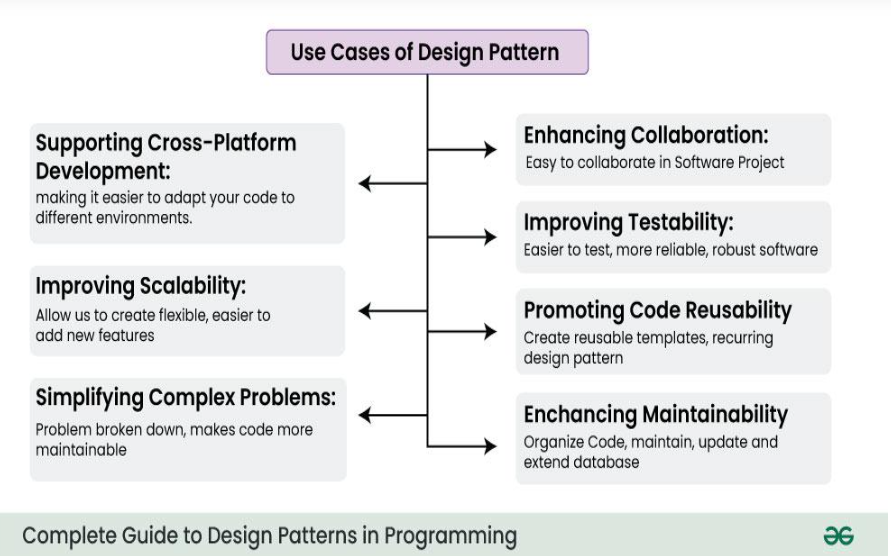 Use Cases of Design Pattern
Supporting Cross-Platform
Development:
making it easier to adapt your code to
different environments.
Improving Scalability:
Allow us to create flexible, easier to
add new features
Simplifying Complex Problems:
Problem broken down, makes code more
maintainable
Enhancing Collaboration:
Easy to collaborate in Software Project
Improving Testability:
Easier to test, more reliable, robust software
Promoting Code Reusability
Create reusable templates, recurring
design pattern
Enchancing Maintainability
Organize Code, maintain, update and
extend database
Complete Guide to Design Patterns in Programming